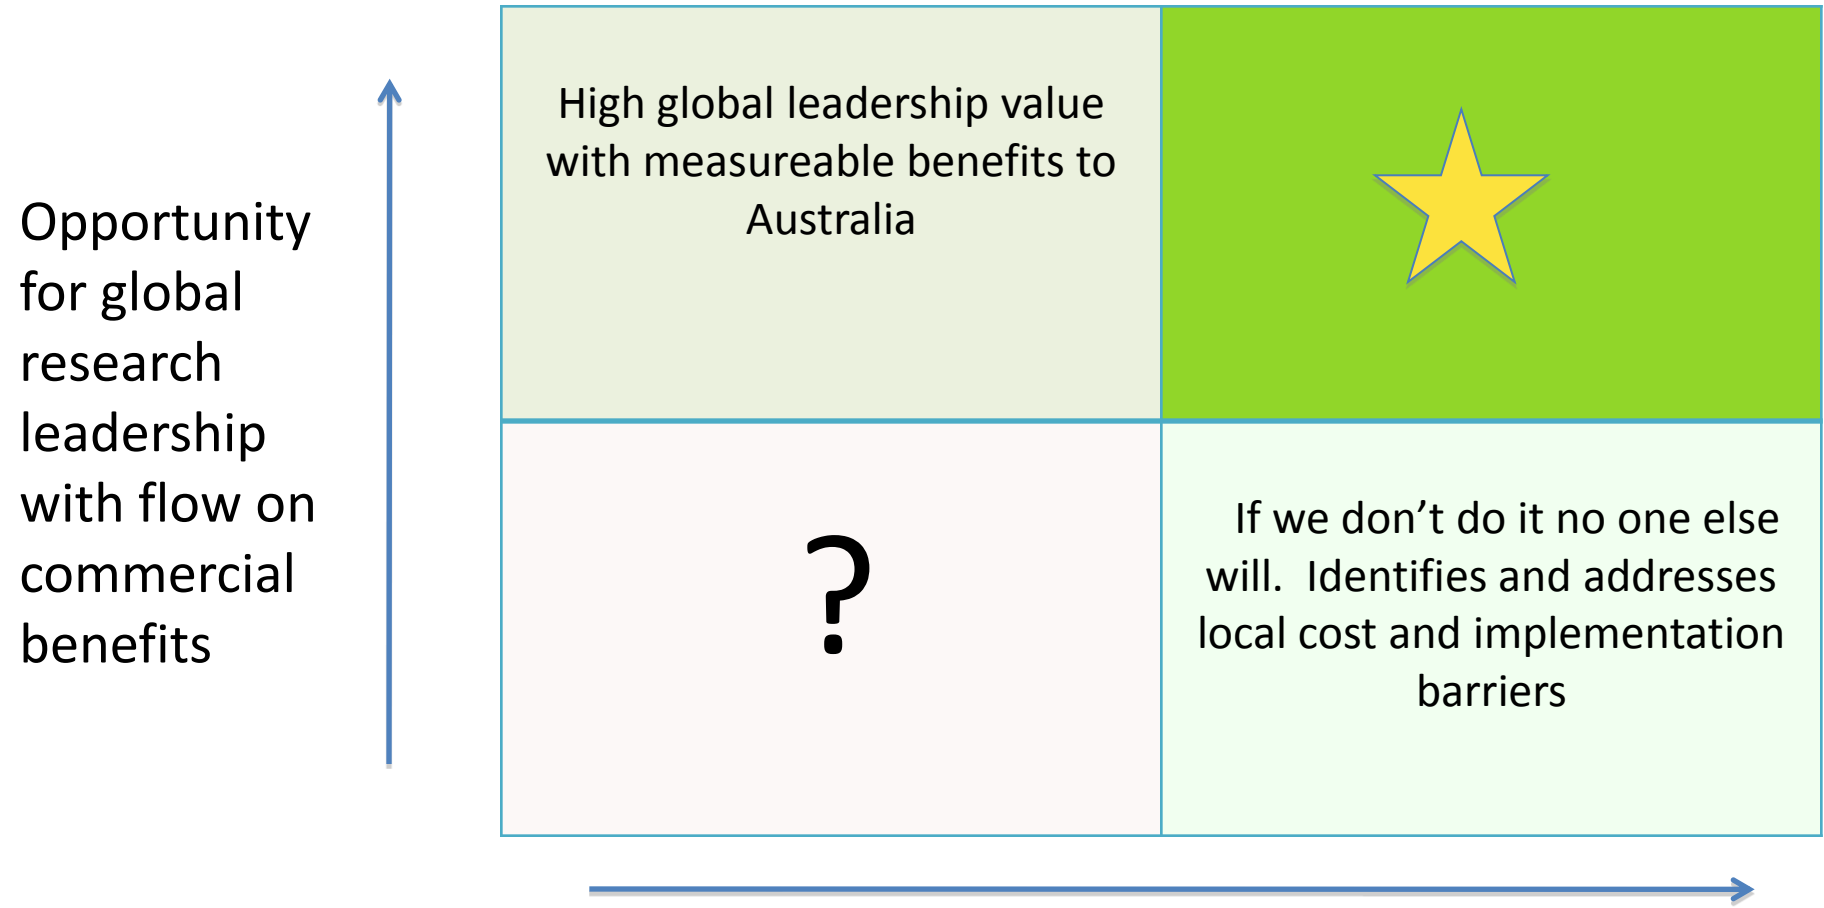 High global leadership value
with measureable benefits to
Australia
Opportunity
for global
research
leadership
with flow on
commercial
benefits
?
If we don’t do it no one else
will.  Identifies and addresses
local cost and implementation
barriers